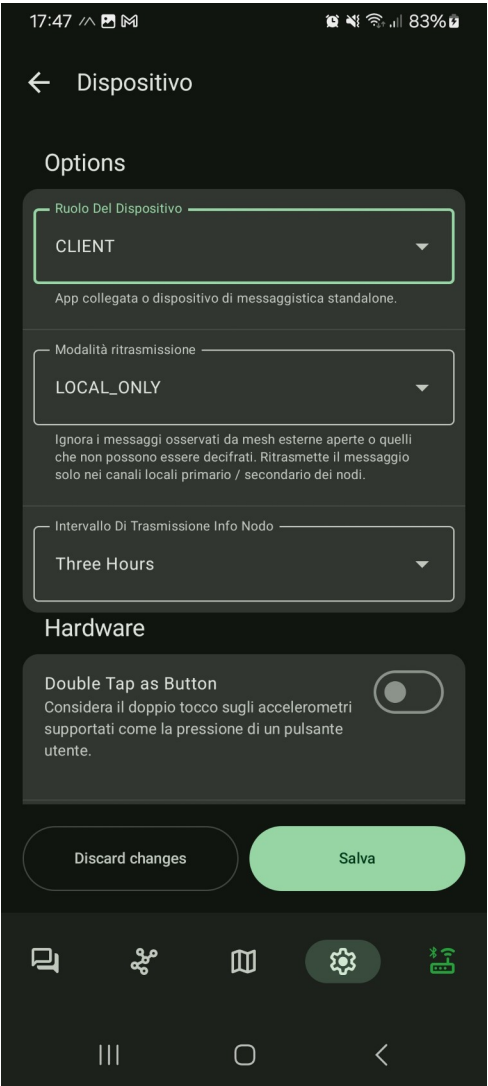 17:47
83%
Dispositivo
Options
Ruolo Del Dispositivo
CLIENT
App collegata o dispositivo di messaggistica standalone.
Modalità ritrasmissione
LOCAL_ONLY
Ignora i messaggi osservati da mesh esterne aperte o quelli
che non possono essere decifrati. Ritrasmette il messaggio
solo nei canali locali primario / secondario dei nodi.
Intervallo Di Trasmissione Info Nodo
Three Hours
Hardware
Double Tap as Button
Considera il doppio tocco sugli accelerometri
supportati come la pressione di un pulsante
utente.
Discard changes
Salva